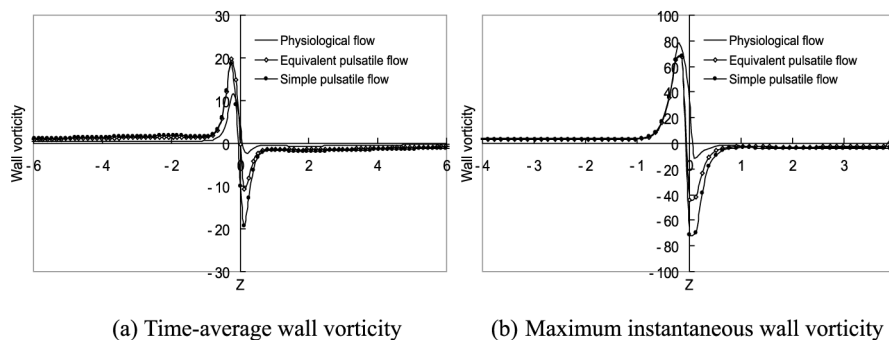 Wall vorticity
30
20
10
0
-10
-20
-30
-6
-4
-2
0
2
4
6
Z
Physiological flow
Equivalent pulsatile flow
Simple pulsatile flow
(a) Time-average wall vorticity
Wall vorticity
100
80
60
40
20
0
-20
-40
-60
-80
-100
-4
-3
-2
-1
0
1
2
3
Z
Physiological flow
Equivalent pulsatile flow
Simple pulsatile flow
(b) Maximum instantaneous wall vorticity